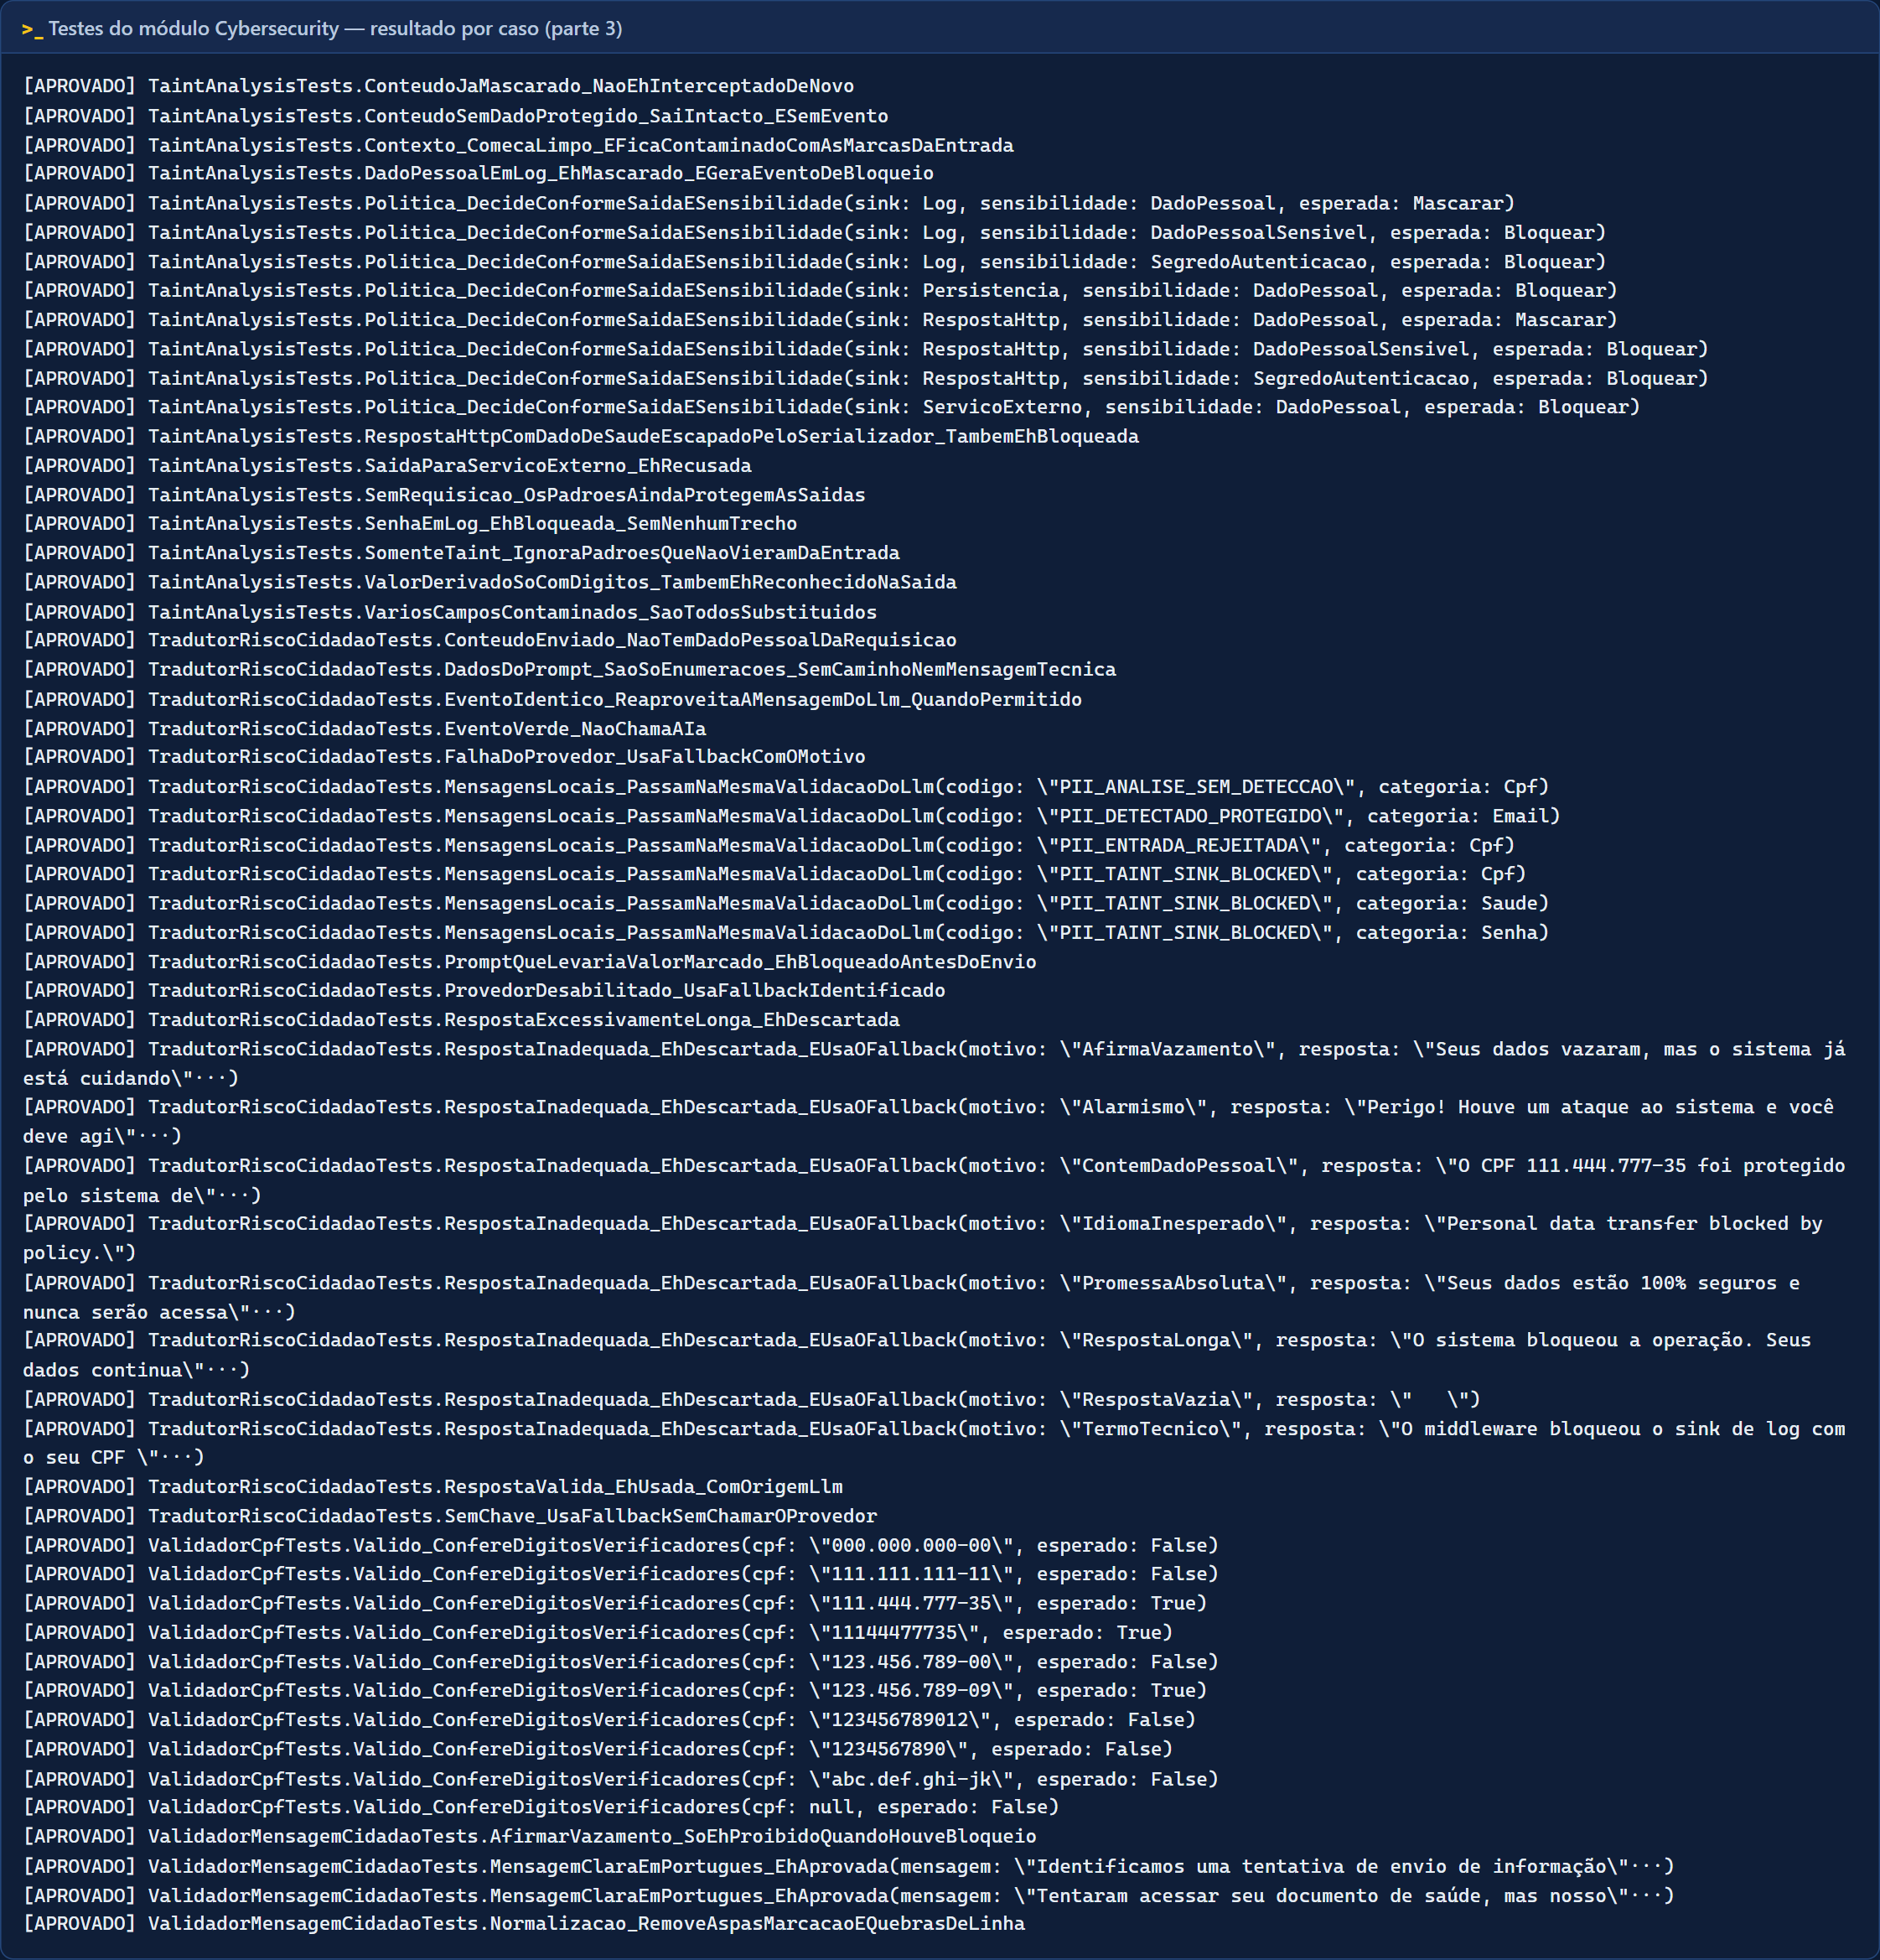 >_ Testes do módulo Cybersecurity — resultado por caso (parte 3)
[APROVADO] TaintAnalysisTests.ConteudoJaMascarado_NaoEhInterceptadoDeNovo
[APROVADO] TaintAnalysisTests.ConteudoSemDadoProtegido_SaiIntacto_ESemEvento
[APROVADO] TaintAnalysisTests.Contexto_ComecaLimpo_EFicaContaminadoComAsMarcasDaEntrada
[APROVADO] TaintAnalysisTests.DadoPessoalEmLog_EhMascarado_EGeraEventoDeBloqueio
[APROVADO] TaintAnalysisTests.Politica_DecideConformeSaidaESensibilidade(sink: Log, sensibilidade: DadoPessoal, esperada: Mascarar)
[APROVADO] TaintAnalysisTests.Politica_DecideConformeSaidaESensibilidade(sink: Log, sensibilidade: DadoPessoalSensivel, esperada: Bloquear)
[APROVADO] TaintAnalysisTests.Politica_DecideConformeSaidaESensibilidade(sink: Log, sensibilidade: SegredoAutenticacao, esperada: Bloquear)
[APROVADO] TaintAnalysisTests.Politica_DecideConformeSaidaESensibilidade(sink: Persistencia, sensibilidade: DadoPessoal, esperada: Bloquear)
[APROVADO] TaintAnalysisTests.Politica_DecideConformeSaidaESensibilidade(sink: RespostaHttp, sensibilidade: DadoPessoal, esperada: Mascarar)
[APROVADO] TaintAnalysisTests.Politica_DecideConformeSaidaESensibilidade(sink: RespostaHttp, sensibilidade: DadoPessoalSensivel, esperada: Bloquear)
[APROVADO] TaintAnalysisTests.Politica_DecideConformeSaidaESensibilidade(sink: RespostaHttp, sensibilidade: SegredoAutenticacao, esperada: Bloquear)
[APROVADO] TaintAnalysisTests.Politica_DecideConformeSaidaESensibilidade(sink: ServicoExterno, sensibilidade: DadoPessoal, esperada: Bloquear)
[APROVADO] TaintAnalysisTests.RespostaHttpComDadoDeSaudeEscapadoPeloSerializador_TambemEhBloqueada
[APROVADO] TaintAnalysisTests.SaidaParaServicoExterno_EhRecusada
[APROVADO] TaintAnalysisTests.SemRequisicao_OsPadroesAindaProtegemAsSaidas
[APROVADO] TaintAnalysisTests.SenhaEmLog_EhBloqueada_SemNenhumTrecho
[APROVADO] TaintAnalysisTests.SomenteTaint_IgnoraPadroesQueNaoVieramDaEntrada
[APROVADO] TaintAnalysisTests.ValorDerivadoSoComDigitos_TambemEhReconhecidoNaSaida
[APROVADO] TaintAnalysisTests.VariosCamposContaminados_SaoTodosSubstituidos
[APROVADO] TradutorRiscoCidadaoTests.ConteudoEnviado_NaoTemDadoPessoalDaRequisicao
[APROVADO] TradutorRiscoCidadaoTests.DadosDoPrompt_SaoSoEnumeracoes_SemCaminhoNemMensagemTecnica
[APROVADO] TradutorRiscoCidadaoTests.EventoIdentico_ReaproveitaAMensagemDoLlm_QuandoPermitido
[APROVADO] TradutorRiscoCidadaoTests.EventoVerde_NaoChamaAIa
[APROVADO] TradutorRiscoCidadaoTests.FalhaDoProvedor_UsaFallbackComOMotivo
[APROVADO] TradutorRiscoCidadaoTests.MensagensLocais_PassamNaMesmaValidacaoDoLlm(codigo: \"PII_ANALISE_SEM_DETECCAO\", categoria: Cpf)
[APROVADO] TradutorRiscoCidadaoTests.MensagensLocais_PassamNaMesmaValidacaoDoLlm(codigo: \"PII_DETECTADO_PROTEGIDO\", categoria: Email)
[APROVADO] TradutorRiscoCidadaoTests.MensagensLocais_PassamNaMesmaValidacaoDoLlm(codigo: \"PII_ENTRADA_REJEITADA\", categoria: Cpf)
[APROVADO] TradutorRiscoCidadaoTests.MensagensLocais_PassamNaMesmaValidacaoDoLlm(codigo: \"PII_TAINT_SINK_BLOCKED\", categoria: Cpf)
[APROVADO] TradutorRiscoCidadaoTests.MensagensLocais_PassamNaMesmaValidacaoDoLlm(codigo: \"PII_TAINT_SINK_BLOCKED\", categoria: Saude)
[APROVADO] TradutorRiscoCidadaoTests.MensagensLocais_PassamNaMesmaValidacaoDoLlm(codigo: \"PII_TAINT_SINK_BLOCKED\", categoria: Senha)
[APROVADO] TradutorRiscoCidadaoTests.PromptQueLevariaValorMarcado_EhBloqueadoAntesDoEnvio
[APROVADO] TradutorRiscoCidadaoTests.ProvedorDesabilitado_UsaFallbackIdentificado
[APROVADO] TradutorRiscoCidadaoTests.RespostaExcessivamenteLonga_EhDescartada
[APROVADO] TradutorRiscoCidadaoTests.RespostaInadequada_EhDescartada_EUsaOFallback(motivo: \"AfirmaVazamento\", resposta: \"Seus dados vazaram, mas o sistema já
está cuidando\"···)
[APROVADO] TradutorRiscoCidadaoTests.RespostaInadequada_EhDescartada_EUsaOFallback(motivo: \"Alarmismo\", resposta: \"Perigo! Houve um ataque ao sistema e você
deve agi\"···)
[APROVADO] TradutorRiscoCidadaoTests.RespostaInadequada_EhDescartada_EUsaOFallback(motivo: \"ContemDadoPessoal\", resposta: \"O CPF 111.444.777-35 foi protegido
pelo sistema de\"···)
[APROVADO] TradutorRiscoCidadaoTests.RespostaInadequada_EhDescartada_EUsaOFallback(motivo: \"IdiomaInesperado\", resposta: \"Personal data transfer blocked by
policy.\")
[APROVADO] TradutorRiscoCidadaoTests.RespostaInadequada_EhDescartada_EUsaOFallback(motivo: \"PromessaAbsoluta\", resposta: \"Seus dados estão 100% seguros e
nunca serão acessa\"···)
[APROVADO] TradutorRiscoCidadaoTests.RespostaInadequada_EhDescartada_EUsaOFallback(motivo: \"RespostaLonga\", resposta: \"O sistema bloqueou a operação. Seus
dados continua\"···)
[APROVADO] TradutorRiscoCidadaoTests.RespostaInadequada_EhDescartada_EUsaOFallback(motivo: \"RespostaVazia\", resposta: \"   \")
[APROVADO] TradutorRiscoCidadaoTests.RespostaInadequada_EhDescartada_EUsaOFallback(motivo: \"TermoTecnico\", resposta: \"O middleware bloqueou o sink de log com
o seu CPF \"···)
[APROVADO] TradutorRiscoCidadaoTests.RespostaValida_EhUsada_ComOrigemLlm
[APROVADO] TradutorRiscoCidadaoTests.SemChave_UsaFallbackSemChamarOProvedor
[APROVADO] ValidadorCpfTests.Valido_ConfereDigitosVerificadores(cpf: \"000.000.000-00\", esperado: False)
[APROVADO] ValidadorCpfTests.Valido_ConfereDigitosVerificadores(cpf: \"111.111.111-11\", esperado: False)
[APROVADO] ValidadorCpfTests.Valido_ConfereDigitosVerificadores(cpf: \"111.444.777-35\", esperado: True)
[APROVADO] ValidadorCpfTests.Valido_ConfereDigitosVerificadores(cpf: \"11144477735\", esperado: True)
[APROVADO] ValidadorCpfTests.Valido_ConfereDigitosVerificadores(cpf: \"123.456.789-00\", esperado: False)
[APROVADO] ValidadorCpfTests.Valido_ConfereDigitosVerificadores(cpf: \"123.456.789-09\", esperado: True)
[APROVADO] ValidadorCpfTests.Valido_ConfereDigitosVerificadores(cpf: \"123456789012\", esperado: False)
[APROVADO] ValidadorCpfTests.Valido_ConfereDigitosVerificadores(cpf: \"1234567890\", esperado: False)
[APROVADO] ValidadorCpfTests.Valido_ConfereDigitosVerificadores(cpf: \"abc.def.ghi-jk\", esperado: False)
[APROVADO] ValidadorCpfTests.Valido_ConfereDigitosVerificadores(cpf: null, esperado: False)
[APROVADO] ValidadorMensagemCidadaoTests.AfirmarVazamento_SoEhProibidoQuandoHouveBloqueio
[APROVADO] ValidadorMensagemCidadaoTests.MensagemClaraEmPortugues_EhAprovada(mensagem: \"Identificamos uma tentativa de envio de informação\"···)
[APROVADO] ValidadorMensagemCidadaoTests.MensagemClaraEmPortugues_EhAprovada(mensagem: \"Tentaram acessar seu documento de saúde, mas nosso\"···)
[APROVADO] ValidadorMensagemCidadaoTests.Normalizacao_RemoveAspasMarcacaoEQuebrasDeLinha